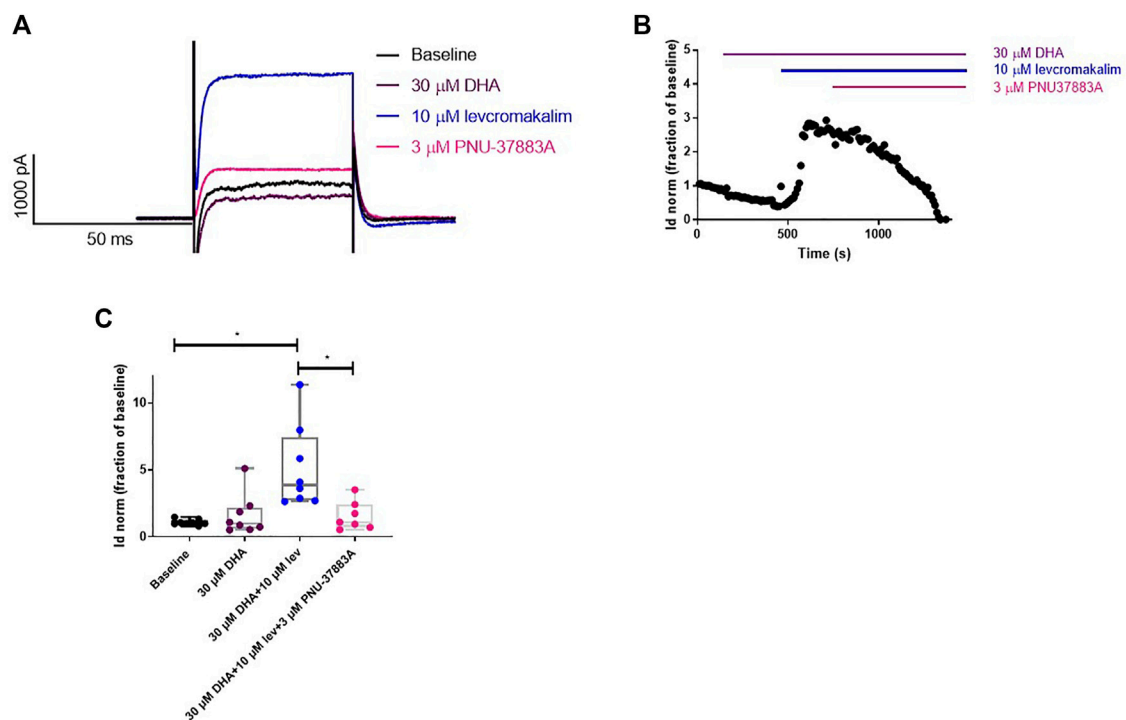 A
Baseline
30 μM DHA
10 μM levcromakalim
3 μM PNU-37883A
1000 pA
50 ms
B
Id norm (fraction of baseline)
5
4
3
2
1
0
0
500
1000
Time (s)
30 μM DHA
10 μM levcromakalim
3 μM PNU37883A
C
*
*
Id norm (fraction of baseline)
10
5
0
Baseline
30 μM DHA
30 μM DHA+10 μM lev
30 μM DHA+10 μM lev+3 μM PNU-37883A